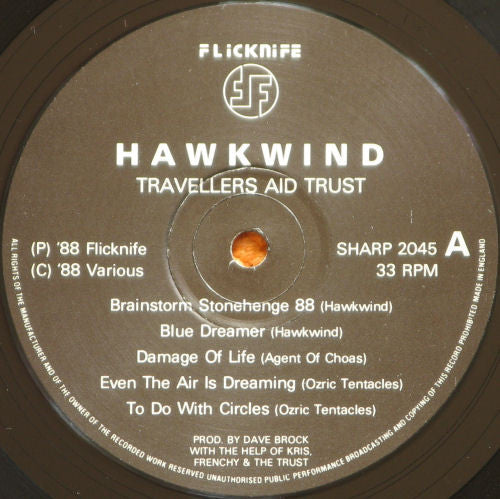 FLiCKNiFE
HAWKWIND
TRAVELLERS AID TRUST
(P) '88 Flicknife
(C) '88 Various
SHARP 2045 A
33 RPM
Brainstorm Stonehenge 88 (Hawkwind)
Blue Dreamer (Hawkwind)
Damage Of Life (Agent Of Choas)
Even The Air Is Dreaming (Ozric Tentacles)
To Do With Circles (Ozric Tentacles)
PROD. BY DAVE BROCK
WITH THE HELP OF KRIS,
FRENCHY & THE TRUST
ALL RIGHTS OF THE MANUFACTURER AND OF THE OWNER OF THE RECORDED WORK RESERVED UNAUTHORISED PUBLIC PERFORMANCE BROADCASTING AND COPYING OF THIS RECORD PROHIBITED MADE IN ENGLAND